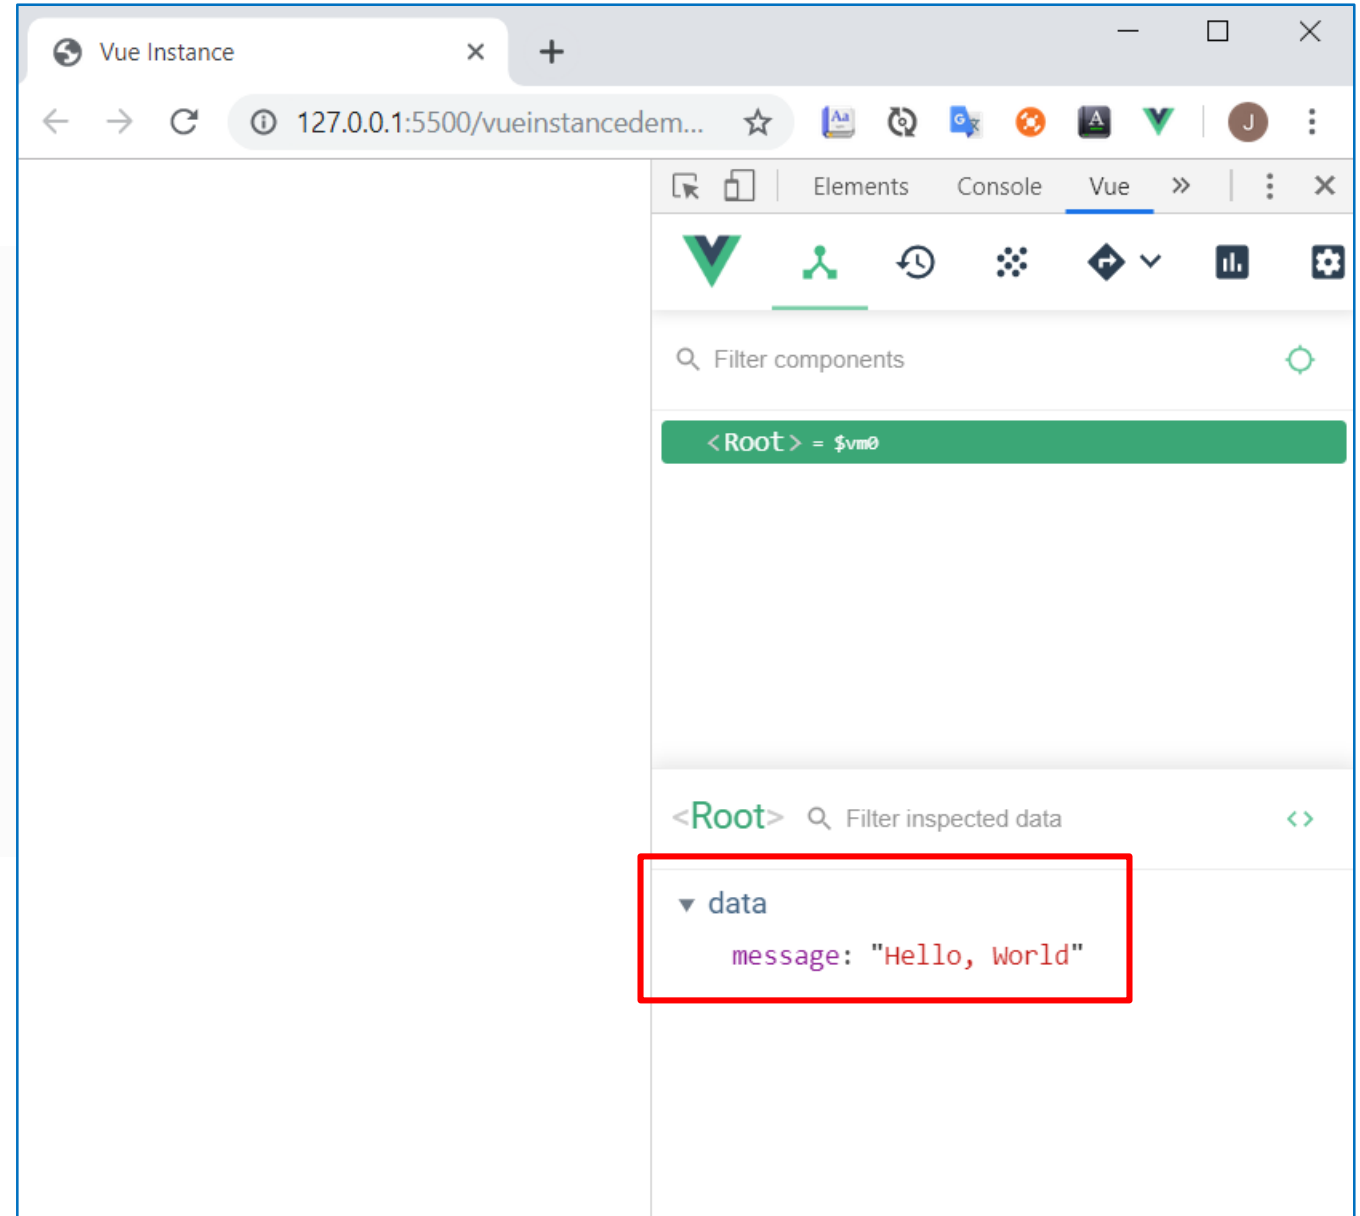 Vue Instance
127.0.0.1:5500/vueinstancedem...
J
Elements Console Vue
Filter components
<Root> = $vm0
<Root> Filter inspected data
data
message: "Hello, World"